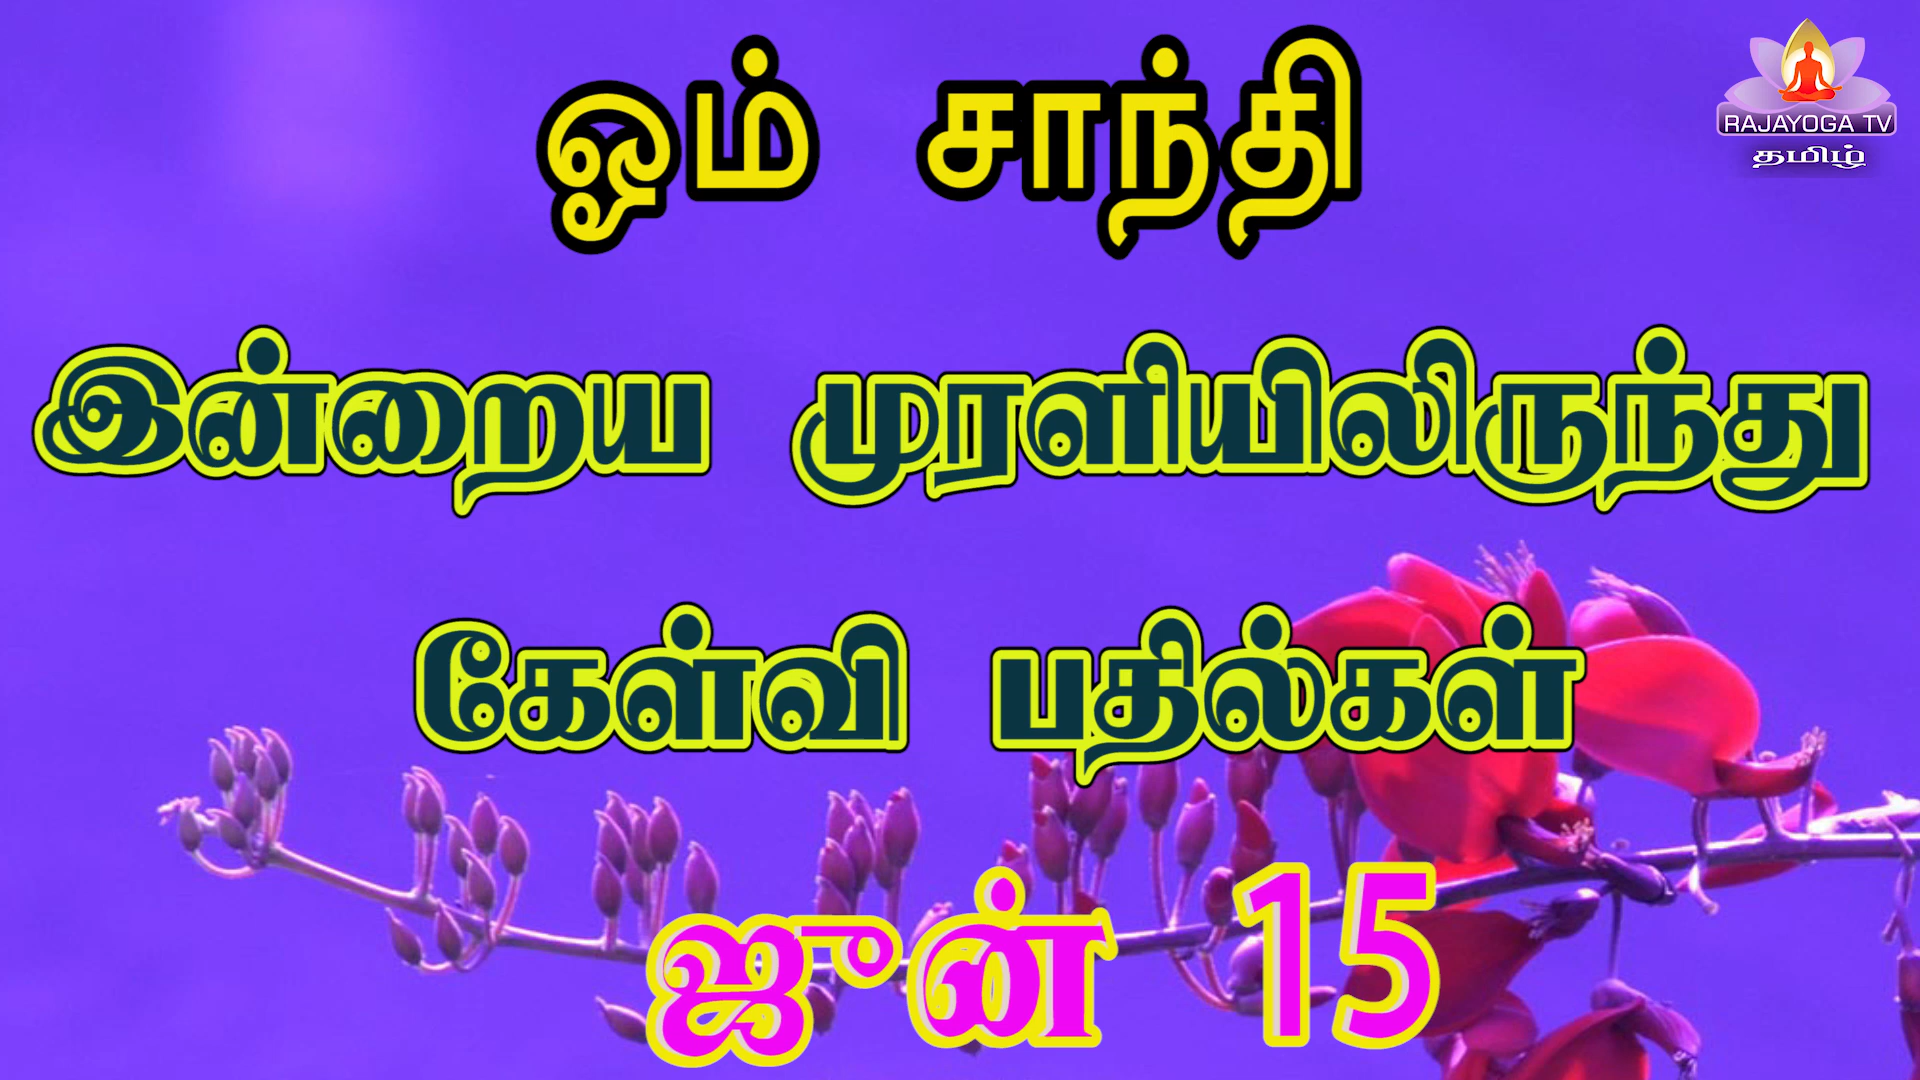 ஓம் சாந்தி
RAJAYOGA TV
தமிழ்
இன்றைய முரளியிலிருந்து
கேள்வி பதில்கள்
ஜுன் 15